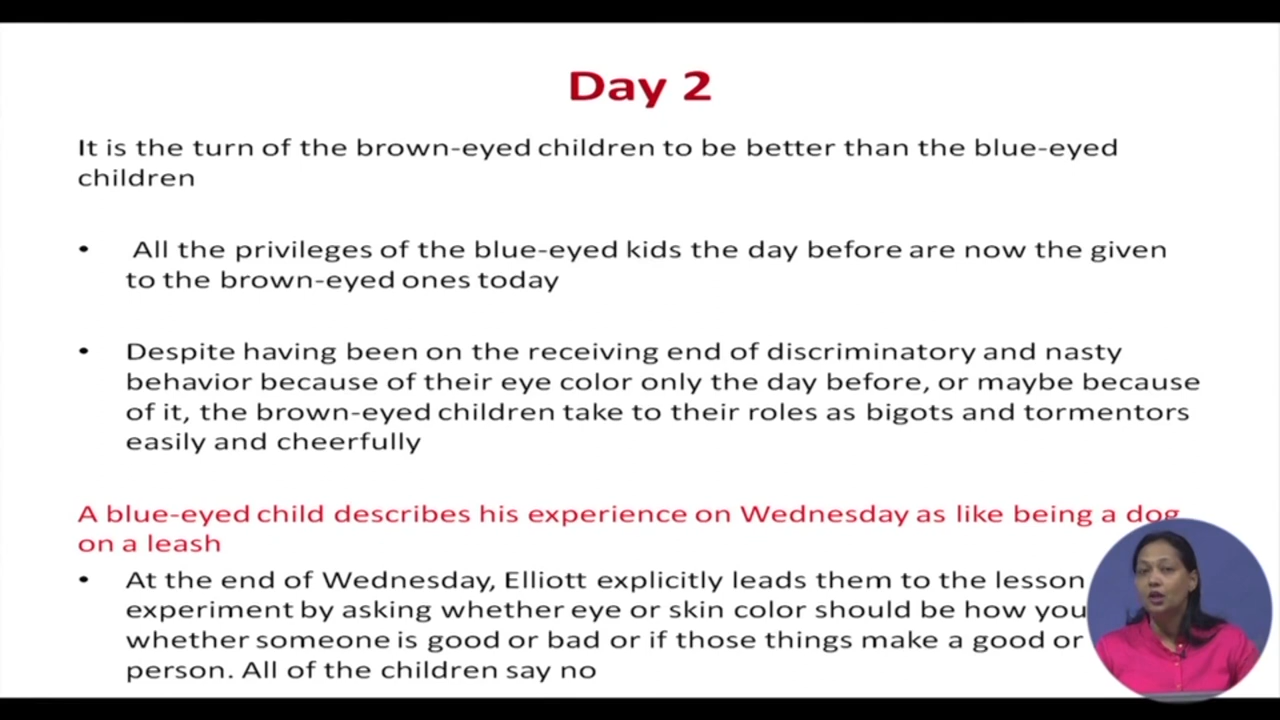 Day 2
It is the turn of the brown-eyed children to be better than the blue-eyed
children
• All the privileges of the blue-eyed kids the day before are now the given
to the brown-eyed ones today
• Despite having been on the receiving end of discriminatory and nasty
behavior because of their eye color only the day before, or maybe because
of it, the brown-eyed children take to their roles as bigots and tormentors
easily and cheerfully
A blue-eyed child describes his experience on Wednesday as like being a dog
on a leash
• At the end of Wednesday, Elliott explicitly leads them to the lesson
experiment by asking whether eye or skin color should be how you
whether someone is good or bad or if those things make a good or
person. All of the children say no